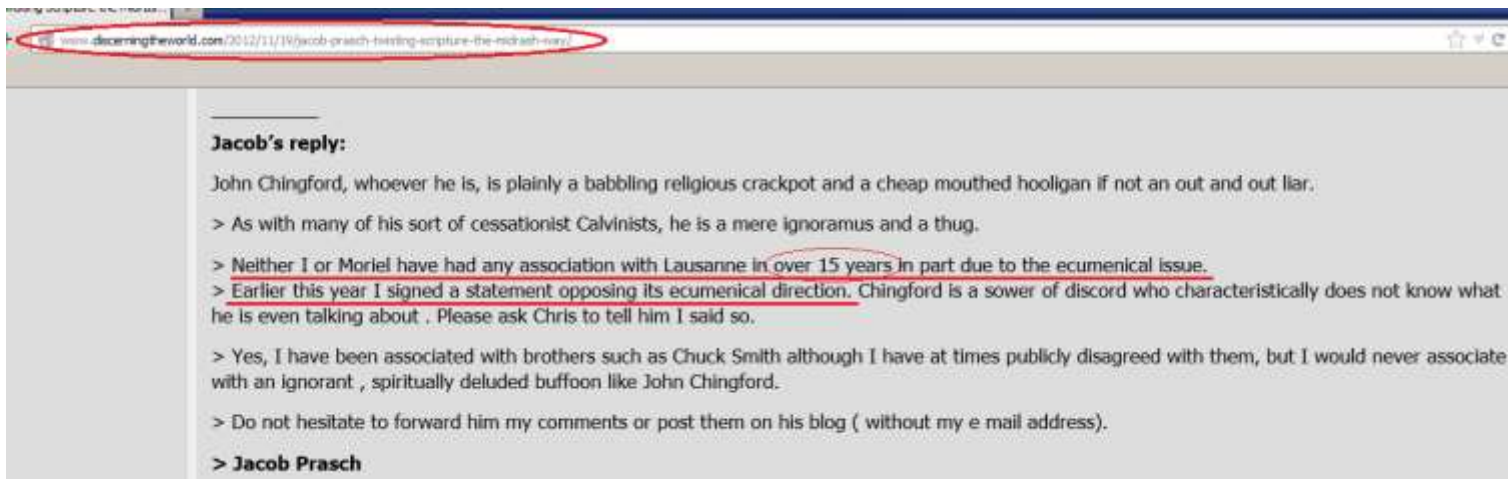 www.discerningtheworld.com/2012/11/19/jacob-prasch-twisting-scripture-the-midrash-way/
Jacob's reply:
John Chingford, whoever he is, is plainly a babbling religious crackpot and a cheap mouthed hooligan if not an out and out liar.
> As with many of his sort of cessationist Calvinists, he is a mere ignoramus and a thug.
> Neither I or Moriel have had any association with Lausanne in over 15 years in part due to the ecumenical issue.
> Earlier this year I signed a statement opposing its ecumenical direction. Chingford is a sower of discord who characteristically does not know what
he is even talking about . Please ask Chris to tell him I said so.
> Yes, I have been associated with brothers such as Chuck Smith although I have at times publicly disagreed with them, but I would never associate
with an ignorant , spiritually deluded buffoon like John Chingford.
> Do not hesitate to forward him my comments or post them on his blog ( without my e mail address).
> Jacob Prasch